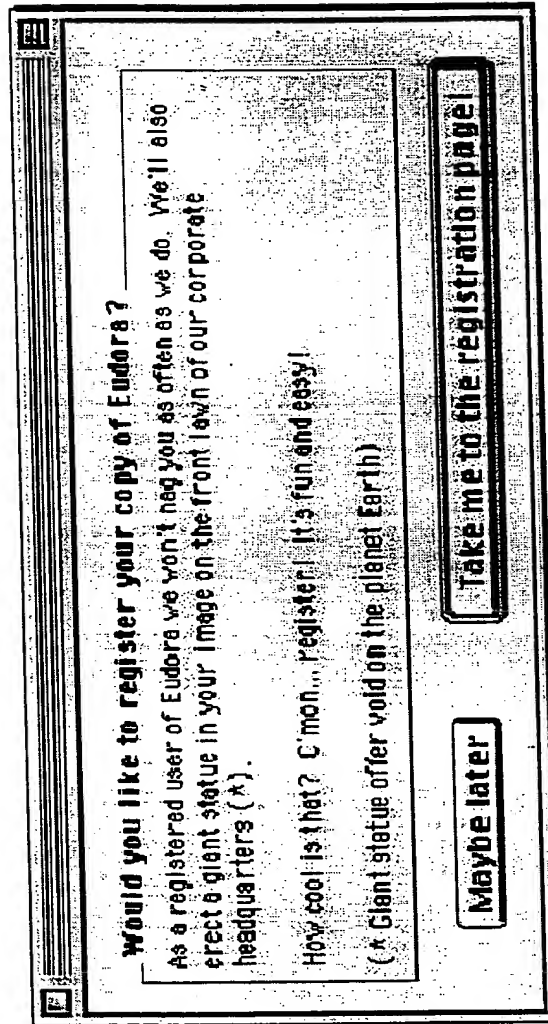 Would you like to register your copy of Eudora?
As a registered user of Eudora we won't nag you as often as we do. We'll also
erect a giant statue in your image on the front lawn of our corporate
headquarters (*).
How cool is that? C'mon... register! It's fun and easy!
(* Giant statue offer void on the planet Earth)
Maybe later
Take me to the registration page!